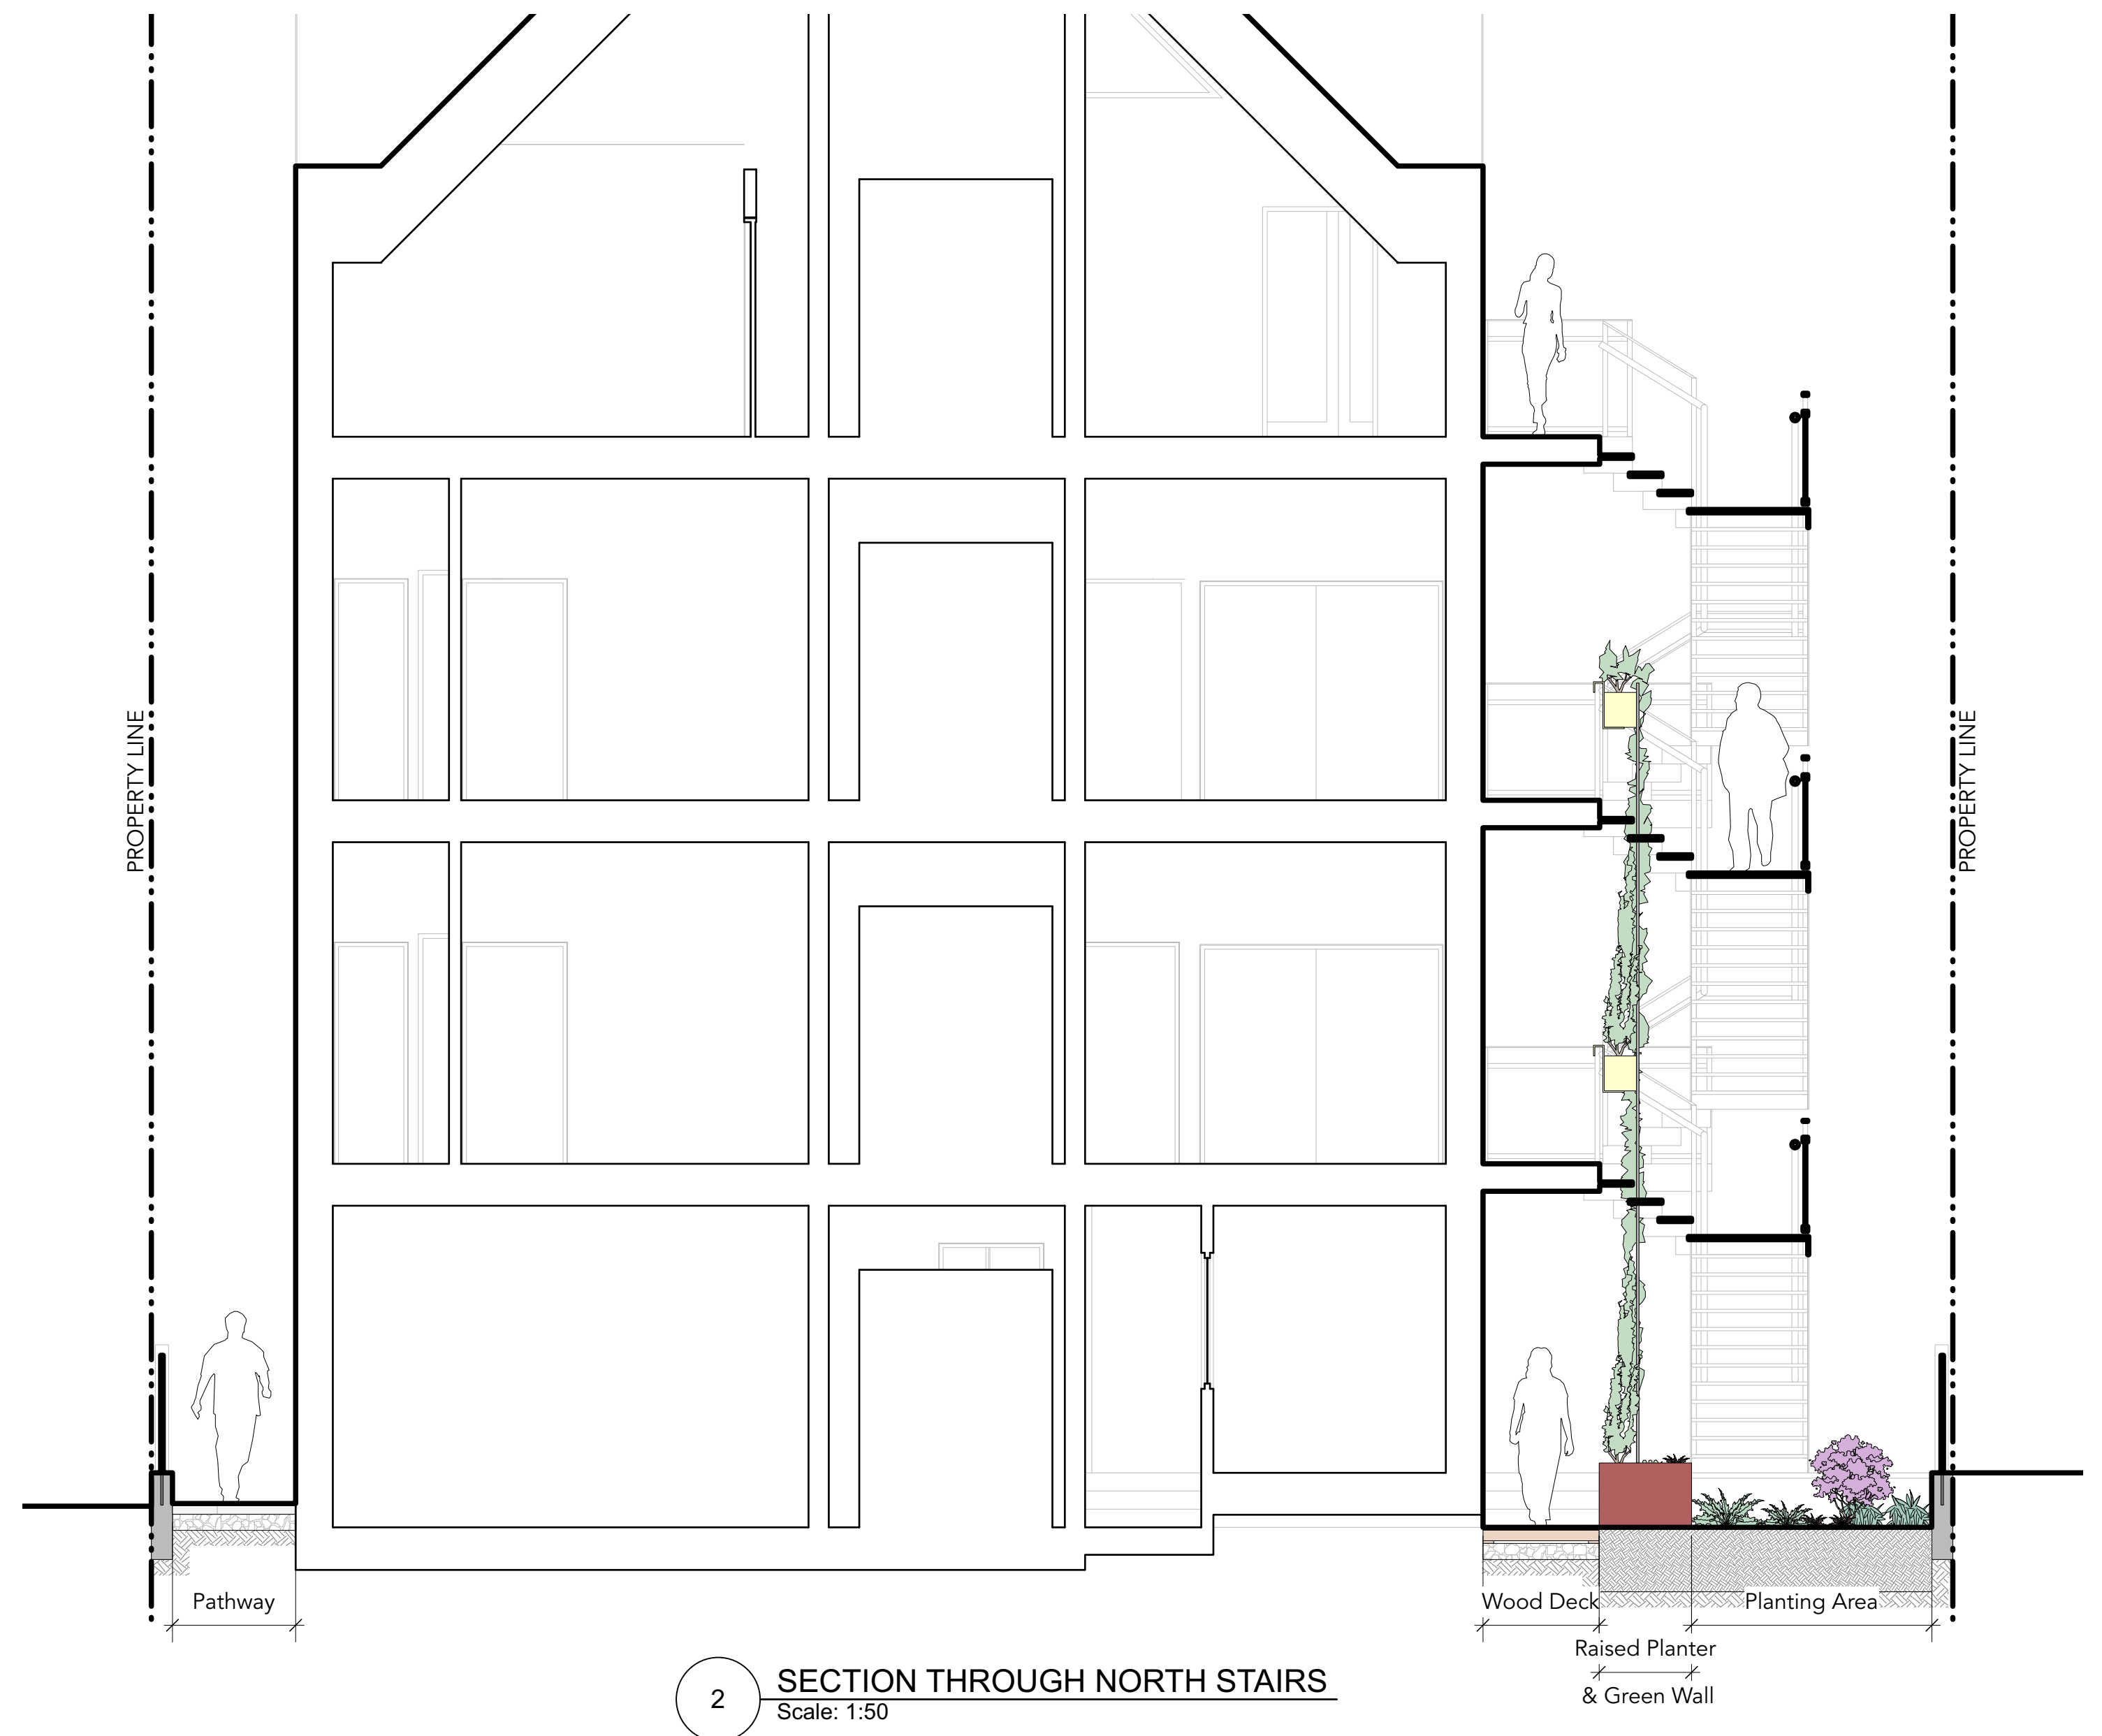 PROPERTY LINE
PROPERTY LINE
Pathway
Wood Deck
Planting Area
Raised Planter
& Green Wall
2
SECTION THROUGH NORTH STAIRS
Scale: 1:50